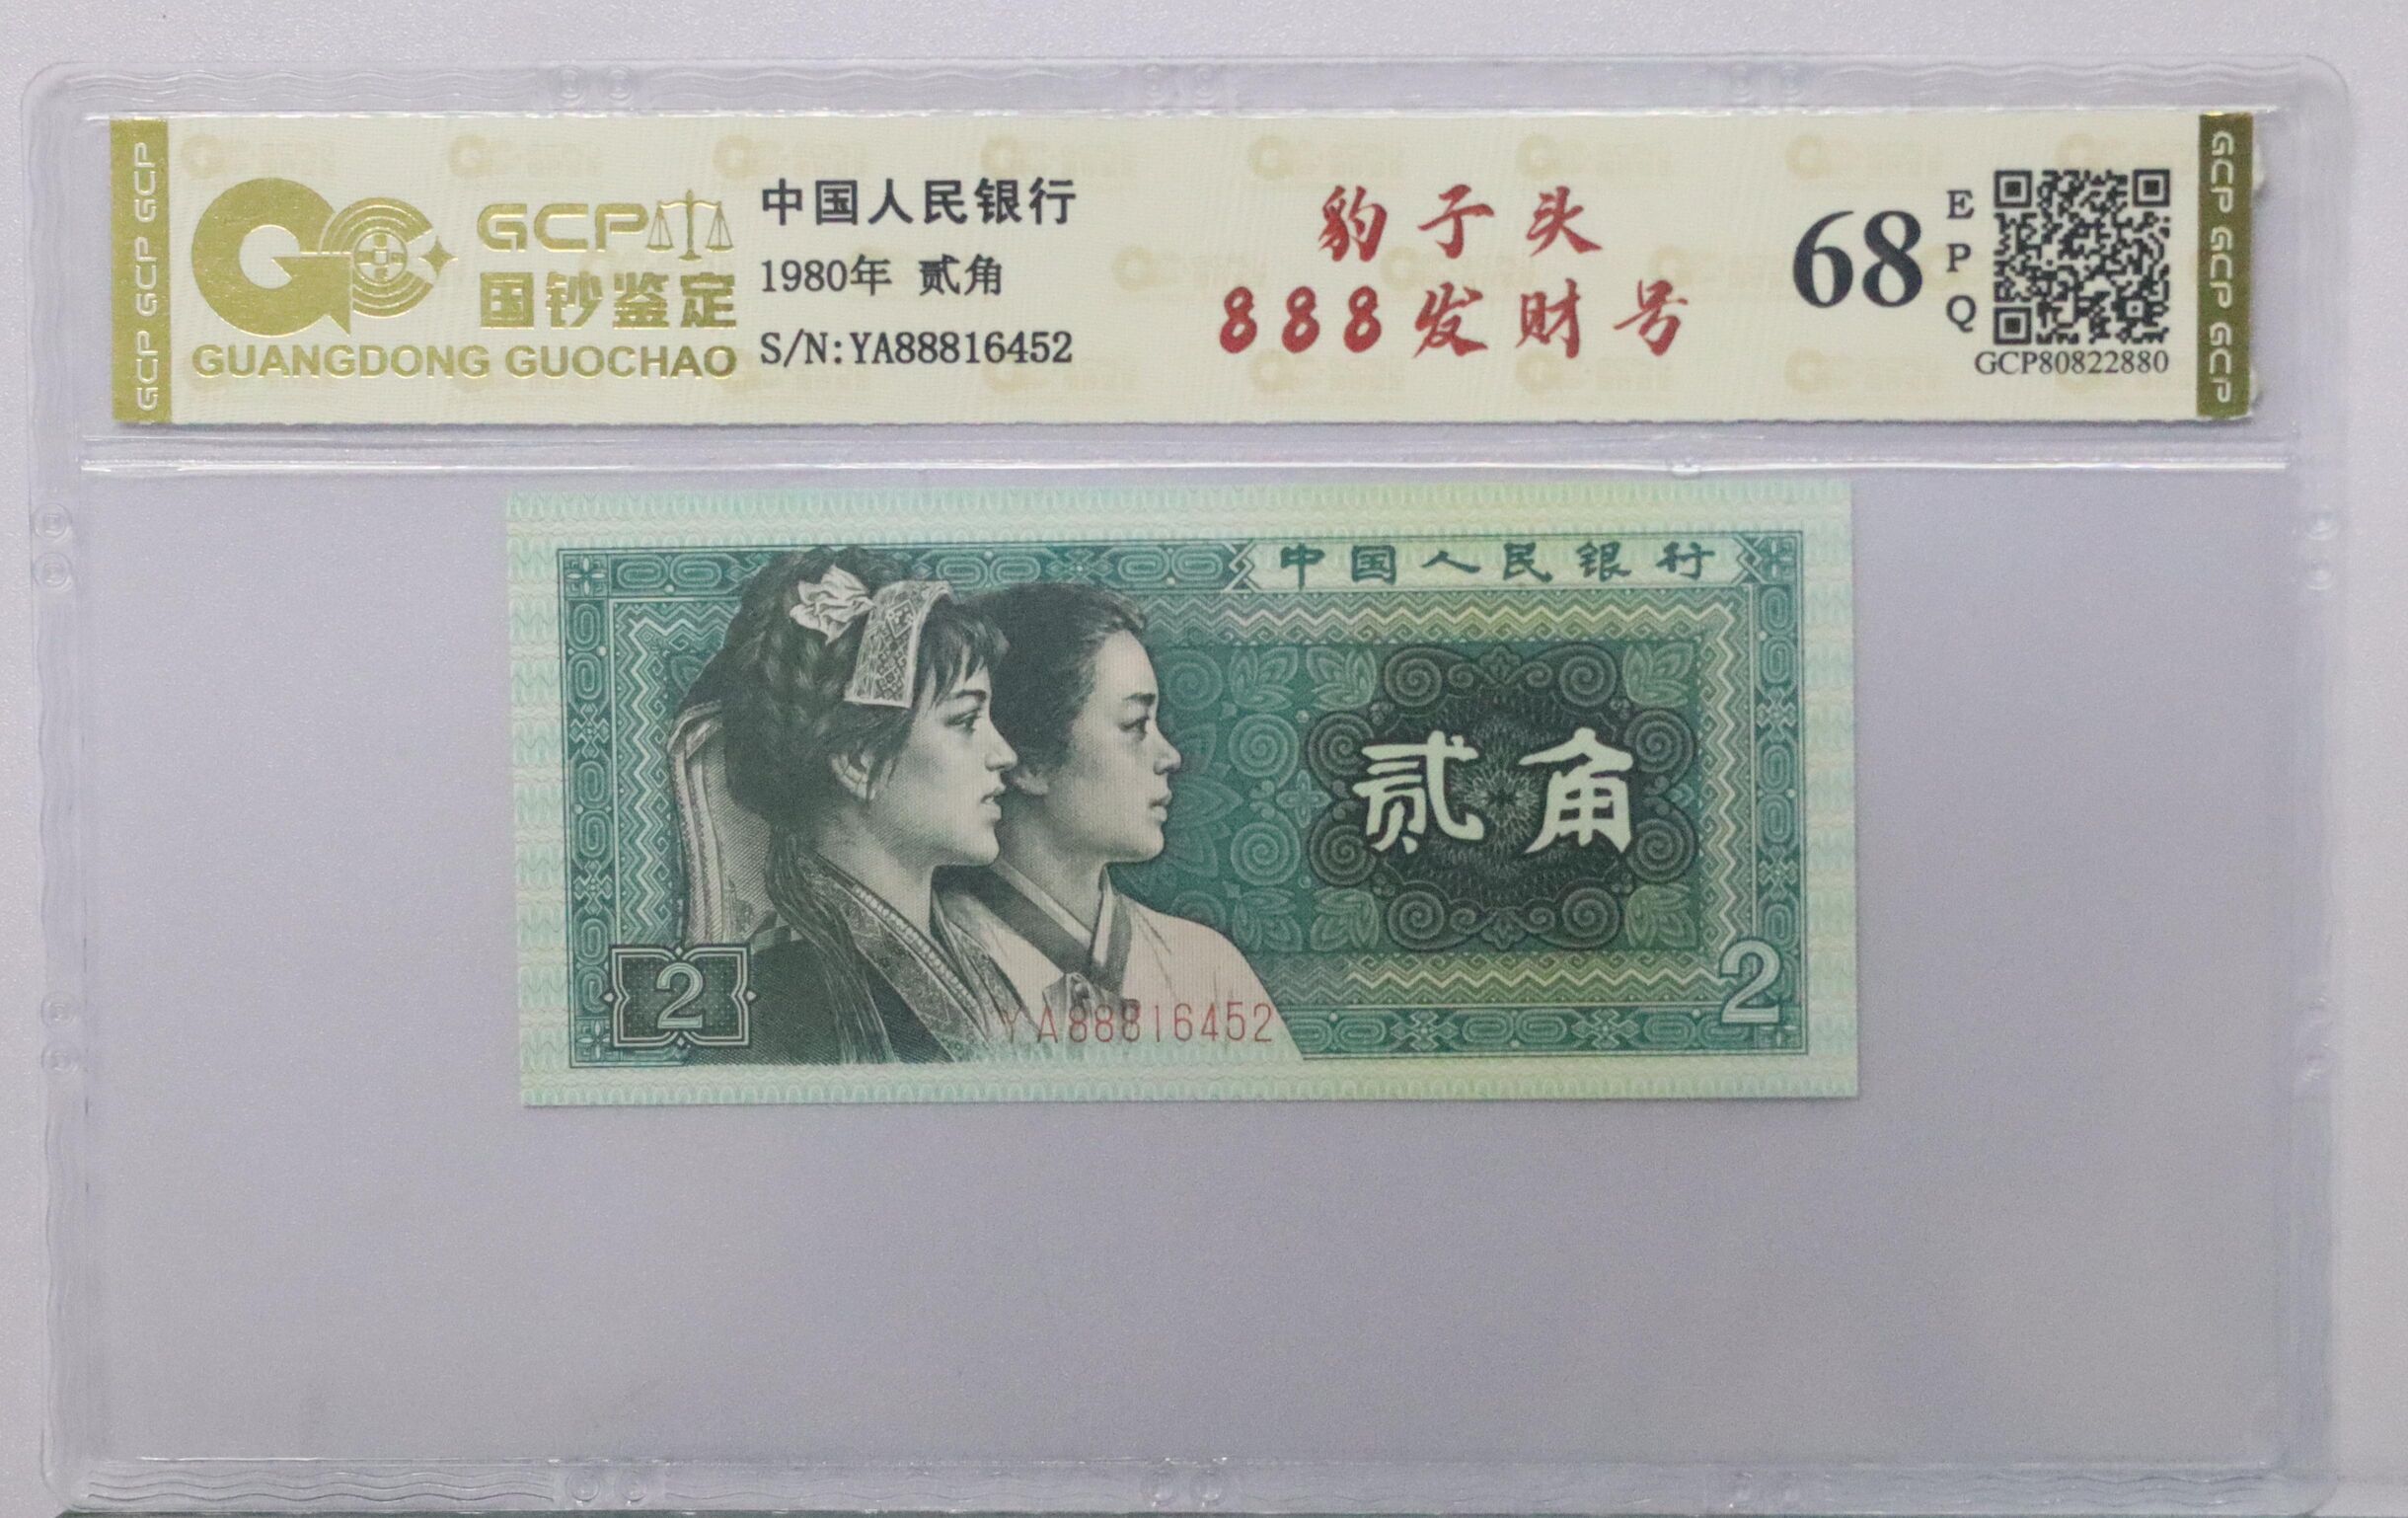 GCP GCP GCP
GCP
国钞鉴定
GUANGDONG GUOCHAO
中国人民银行
1980年 贰角
S/N:YA88816452
豹子头
888发财号
68
EPQ
GCP80822880
GCP GCP GCP
中国人民银行
贰角
2
YA88816452
2